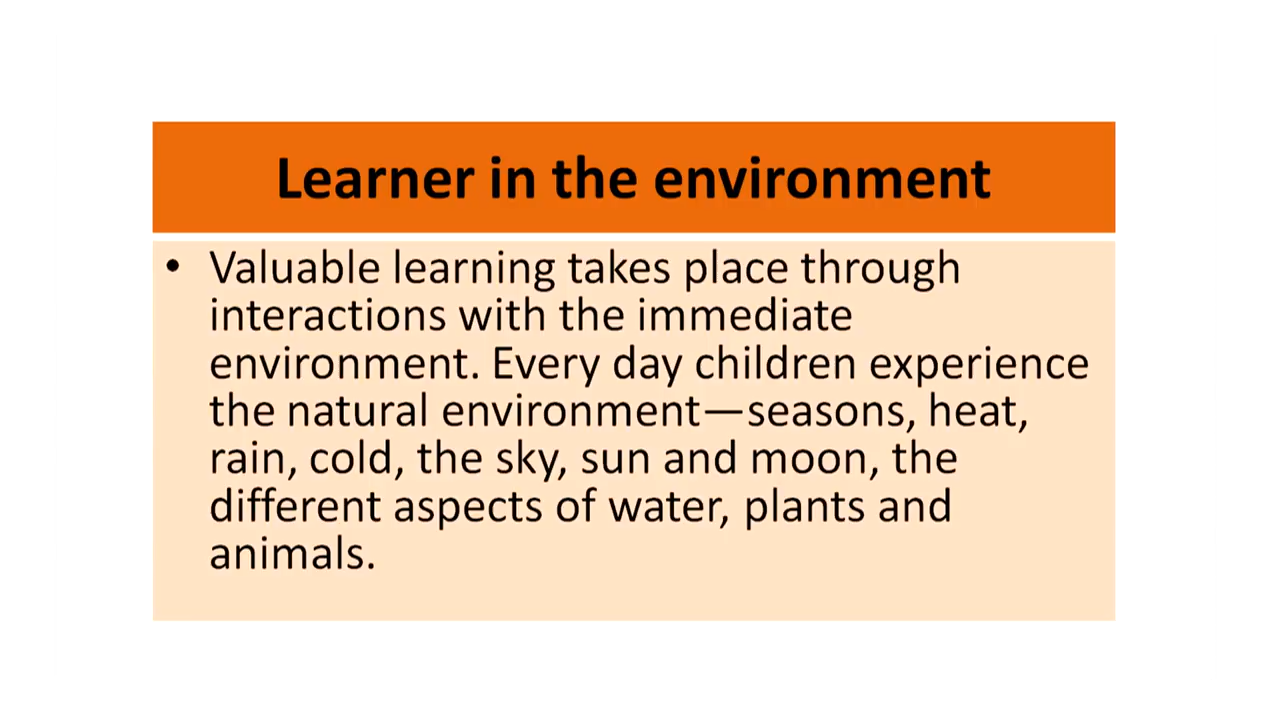 Learner in the environment
• Valuable learning takes place through
interactions with the immediate
environment. Every day children experience
the natural environment—seasons, heat,
rain, cold, the sky, sun and moon, the
different aspects of water, plants and
animals.